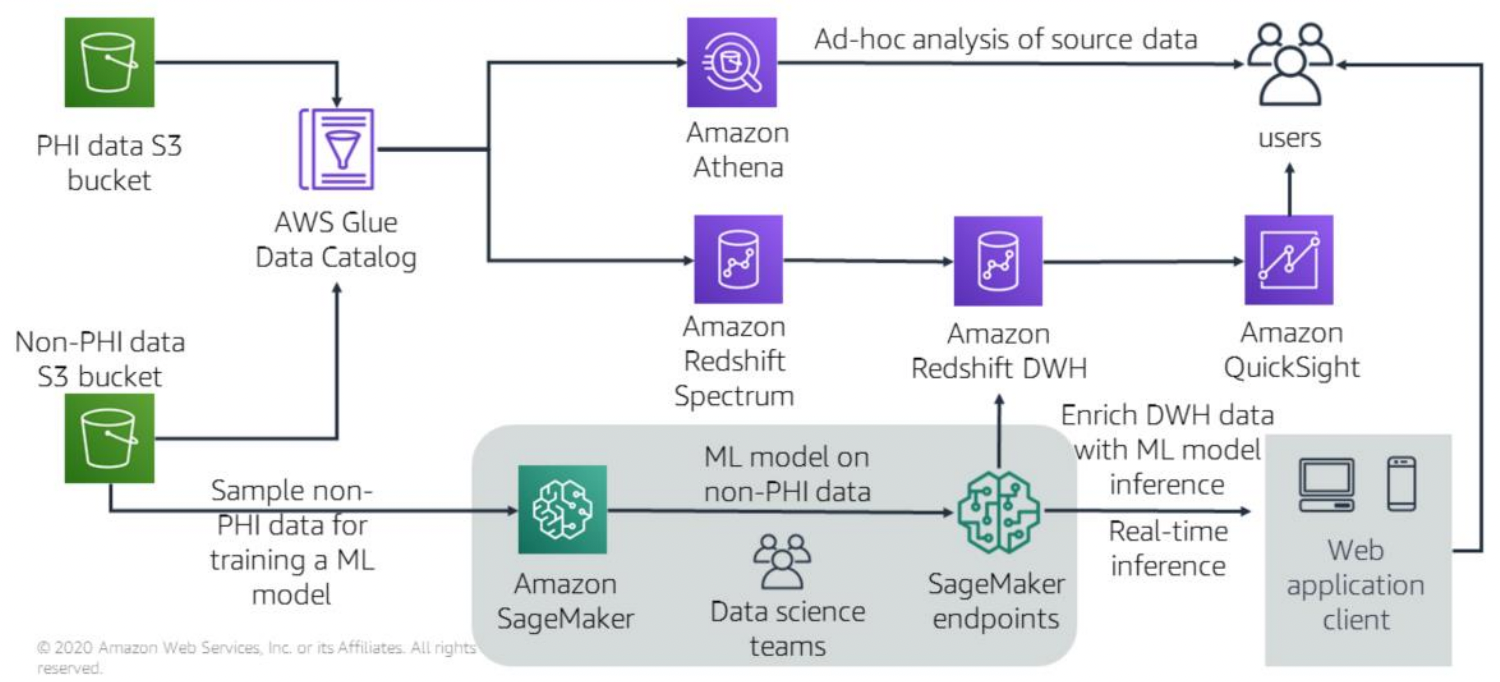 Ad-hoc analysis of source data
PHI data S3
bucket
Amazon
Athena
users
AWS Glue
Data Catalog
Non-PHI data
S3 bucket
Amazon
Redshift
Spectrum
Amazon
Redshift DWH
Amazon
QuickSight
Sample non-
PHI data for
training a ML
model
ML model on
non-PHI data
Enrich DWH data
with ML model
inference
Real-time
inference
Amazon
SageMaker
Data science
teams
SageMaker
endpoints
Web
application
client
© 2020 Amazon Web Services, Inc. or its Affiliates. All rights
reserved.